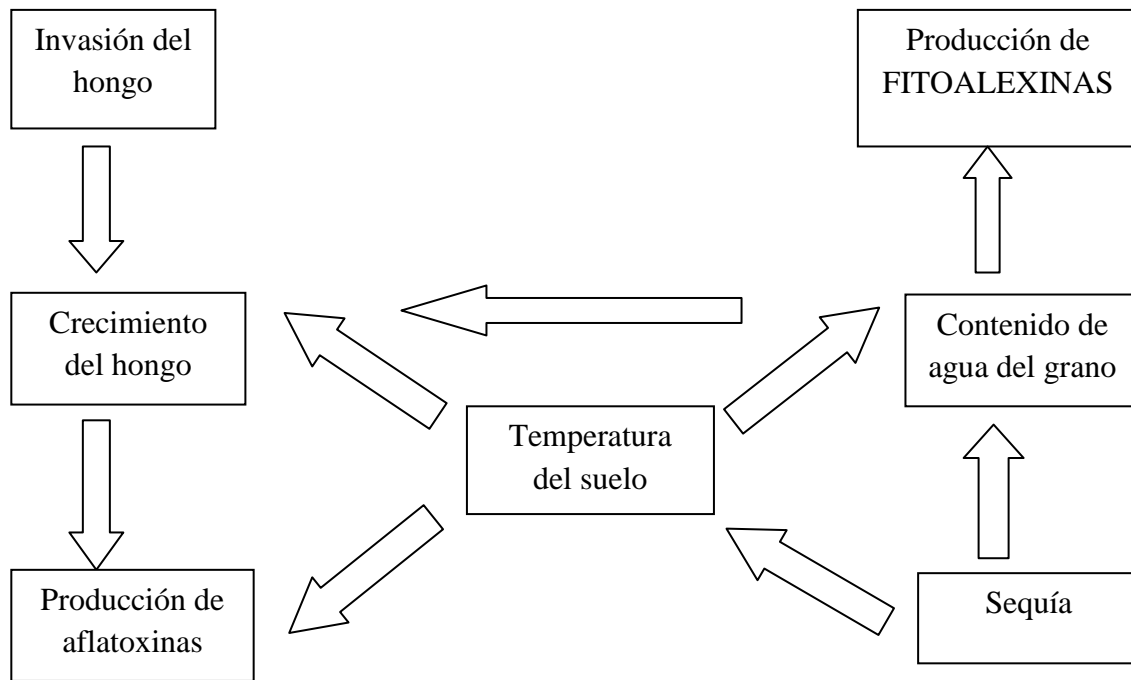 Invasión del
hongo
Producción de
FITOALEXINAS
Crecimiento
del hongo
Contenido de
agua del grano
Temperatura
del suelo
Producción de
aflatoxinas
Sequía